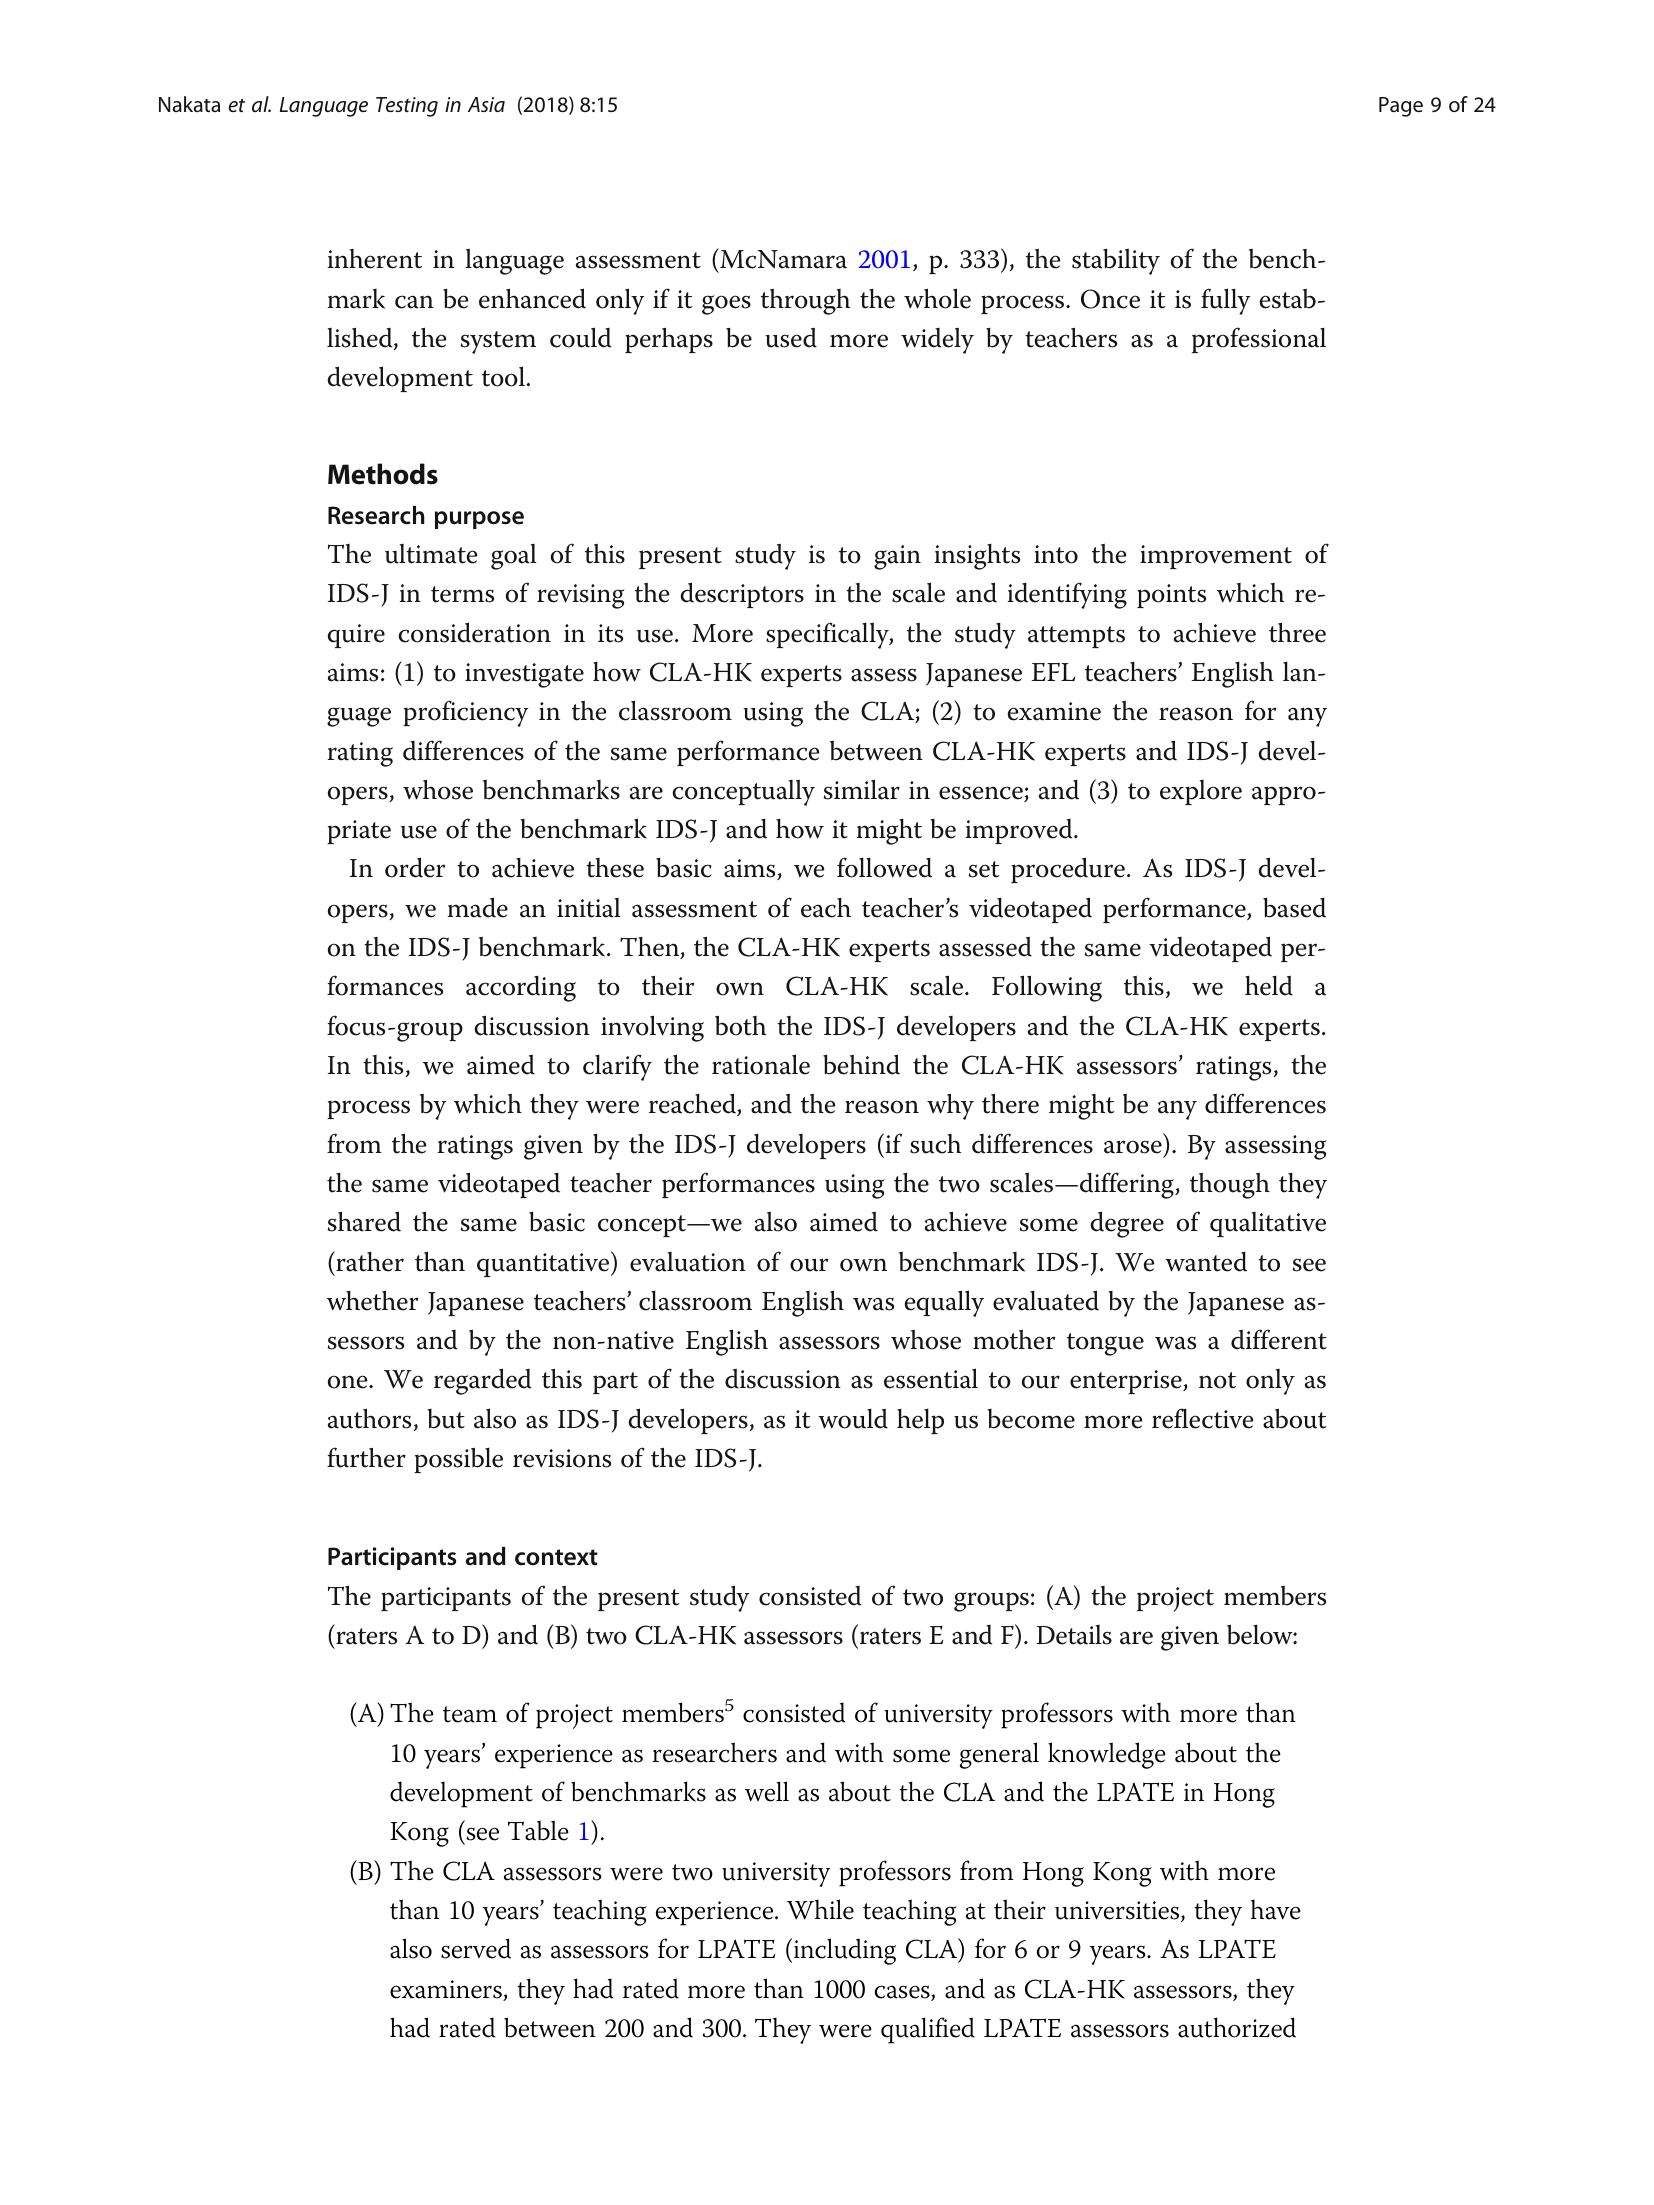 Nakata et al. Language Testing in Asia (2018) 8:15
Page 9 of 24
inherent in language assessment (McNamara 2001, p. 333), the stability of the bench-
mark can be enhanced only if it goes through the whole process. Once it is fully estab-
lished, the system could perhaps be used more widely by teachers as a professional
development tool.
Methods
Research purpose
The ultimate goal of this present study is to gain insights into the improvement of
IDS-J in terms of revising the descriptors in the scale and identifying points which re-
quire consideration in its use. More specifically, the study attempts to achieve three
aims: (1) to investigate how CLA-HK experts assess Japanese EFL teachers’ English lan-
guage proficiency in the classroom using the CLA; (2) to examine the reason for any
rating differences of the same performance between CLA-HK experts and IDS-J devel-
opers, whose benchmarks are conceptually similar in essence; and (3) to explore appro-
priate use of the benchmark IDS-J and how it might be improved.
In order to achieve these basic aims, we followed a set procedure. As IDS-J devel-
opers, we made an initial assessment of each teacher’s videotaped performance, based
on the IDS-J benchmark. Then, the CLA-HK experts assessed the same videotaped per-
formances according to their own CLA-HK scale. Following this, we held a
focus-group discussion involving both the IDS-J developers and the CLA-HK experts.
In this, we aimed to clarify the rationale behind the CLA-HK assessors’ ratings, the
process by which they were reached, and the reason why there might be any differences
from the ratings given by the IDS-J developers (if such differences arose). By assessing
the same videotaped teacher performances using the two scales—differing, though they
shared the same basic concept—we also aimed to achieve some degree of qualitative
(rather than quantitative) evaluation of our own benchmark IDS-J. We wanted to see
whether Japanese teachers’ classroom English was equally evaluated by the Japanese as-
sessors and by the non-native English assessors whose mother tongue was a different
one. We regarded this part of the discussion as essential to our enterprise, not only as
authors, but also as IDS-J developers, as it would help us become more reflective about
further possible revisions of the IDS-J.
Participants and context
The participants of the present study consisted of two groups: (A) the project members
(raters A to D) and (B) two CLA-HK assessors (raters E and F). Details are given below:
(A) The team of project members5 consisted of university professors with more than
10 years’ experience as researchers and with some general knowledge about the
development of benchmarks as well as about the CLA and the LPATE in Hong
Kong (see Table 1).
(B) The CLA assessors were two university professors from Hong Kong with more
than 10 years’ teaching experience. While teaching at their universities, they have
also served as assessors for LPATE (including CLA) for 6 or 9 years. As LPATE
examiners, they had rated more than 1000 cases, and as CLA-HK assessors, they
had rated between 200 and 300. They were qualified LPATE assessors authorized